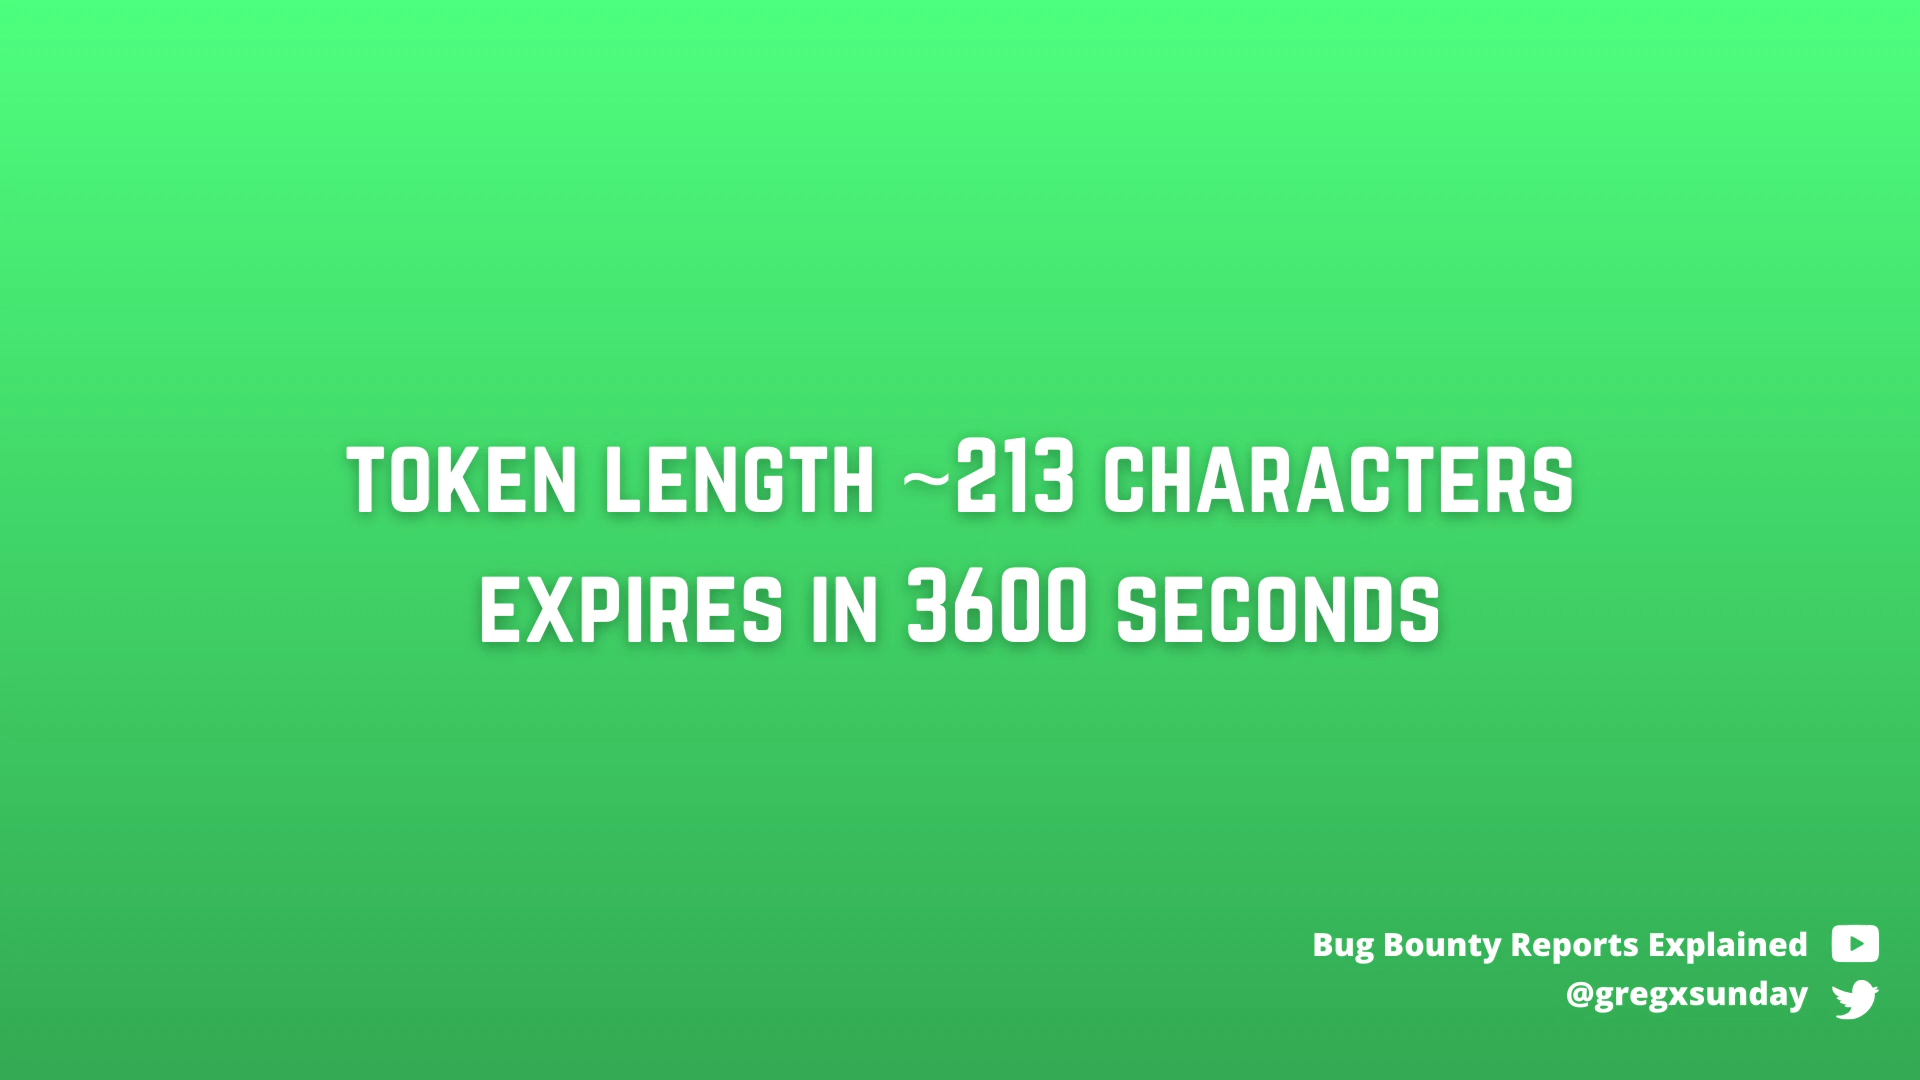 TOKEN LENGTH ~213 CHARACTERS
EXPIRES IN 3600 SECONDS
Bug Bounty Reports Explained
@gregxsunday